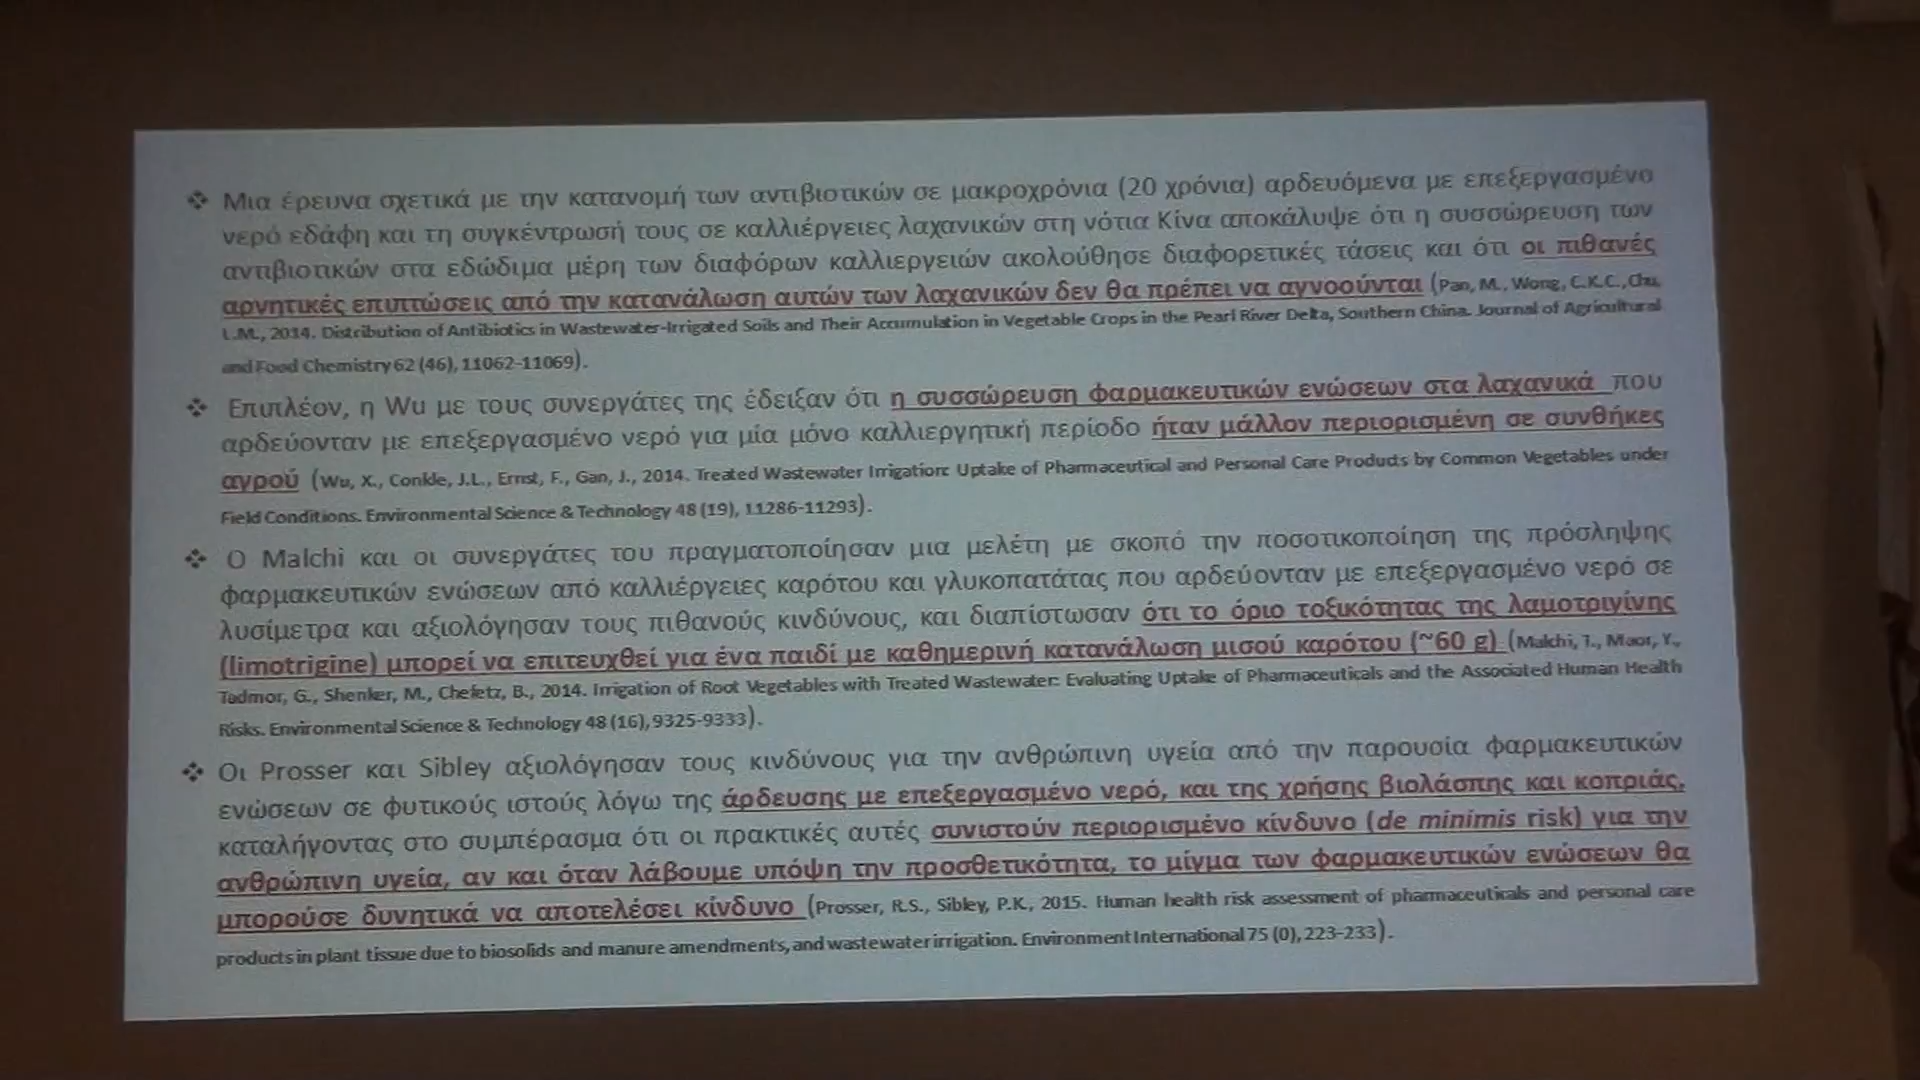 ❖ Μια έρευνα σχετικά με την κατανομή των αντιβιοτικών σε μακροχρόνια (20 χρόνια) αρδευόμενα με επεξεργασμένο
νερό εδάφη και τη συγκέντρωσή τους σε καλλιέργειες λαχανικών στη νότια Κίνα αποκάλυψε ότι η συσσώρευση των
αντιβιοτικών στα εδώδιμα μέρη των διαφόρων καλλιεργειών ακολούθησε διαφορετικές τάσεις και ότι οι πιθανές
αρνητικές επιπτώσεις από την κατανάλωση αυτών των λαχανικών δεν θα πρέπει να αγνοούνται (Pan, M., Wong, C.K.C., Chu,
L.M., 2014. Distribution of Antibiotics in Wastewater-Irrigated Soils and Their Accumulation in Vegetable Crops in the Pearl River Delta, Southern China. Journal of Agricultural
and Food Chemistry 62 (46), 11062-11069).
❖ Επιπλέον, η Wu με τους συνεργάτες της έδειξαν ότι η συσσώρευση φαρμακευτικών ενώσεων στα λαχανικά που
αρδεύονταν με επεξεργασμένο νερό για μία μόνο καλλιεργητική περίοδο ήταν μάλλον περιορισμένη σε συνθήκες
αγρού (Wu, X., Conkle, J.L., Ernst, F., Gan, J., 2014. Treated Wastewater Irrigation: Uptake of Pharmaceutical and Personal Care Products by Common Vegetables under
Field Conditions. Environmental Science & Technology 48 (19), 11286-11293).
❖ Ο Malchi και οι συνεργάτες του πραγματοποίησαν μια μελέτη με σκοπό την ποσοτικοποίηση της πρόσληψης
φαρμακευτικών ενώσεων από καλλιέργειες καρότου και γλυκοπατάτας που αρδεύονταν με επεξεργασμένο νερό σε
λυσίμετρα και αξιολόγησαν τους πιθανούς κινδύνους, και διαπίστωσαν ότι το όριο τοξικότητας της λαμοτριγίνης
(limotrigine) μπορεί να επιτευχθεί για ένα παιδί με καθημερινή κατανάλωση μισού καρότου (~60 g) (Malchi, T., Maor, Y.,
Tadmor, G., Shenker, M., Chefetz, B., 2014. Irrigation of Root Vegetables with Treated Wastewater: Evaluating Uptake of Pharmaceuticals and the Associated Human Health
Risks. Environmental Science & Technology 48 (16), 9325-9333).
❖ Οι Prosser και Sibley αξιολόγησαν τους κινδύνους για την ανθρώπινη υγεία από την παρουσία φαρμακευτικών
ενώσεων σε φυτικούς ιστούς λόγω της άρδευσης με επεξεργασμένο νερό, και της χρήσης βιολάσπης και κοπριάς,
καταλήγοντας στο συμπέρασμα ότι οι πρακτικές αυτές συνιστούν περιορισμένο κίνδυνο (de minimis risk) για την
ανθρώπινη υγεία, αν και όταν λάβουμε υπόψη την προσθετικότητα, το μίγμα των φαρμακευτικών ενώσεων θα
μπορούσε δυνητικά να αποτελέσει κίνδυνο (Prosser, R.S., Sibley, P.K., 2015. Human health risk assessment of pharmaceuticals and personal care
products in plant tissue due to biosolids and manure amendments, and wastewater irrigation. Environment International 75 (0), 223-233).